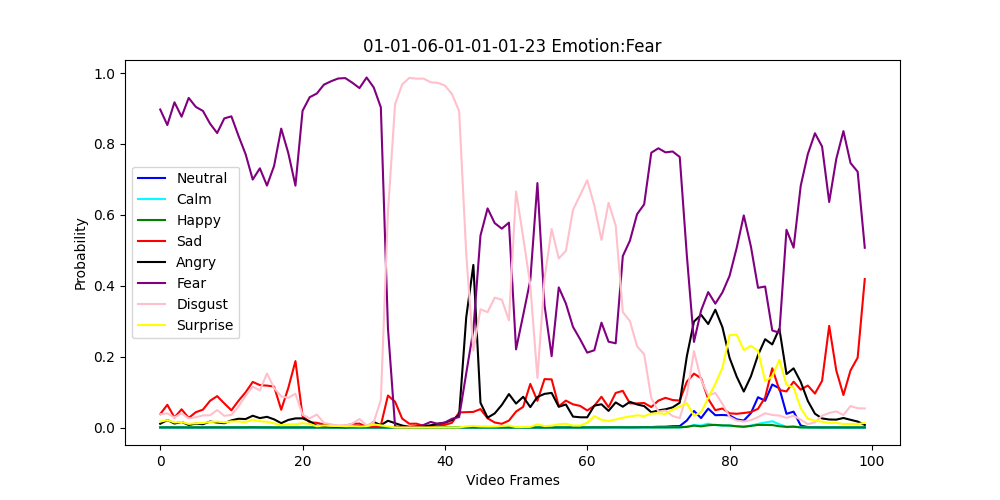 01-01-06-01-01-01-23 Emotion:Fear
Probability
1.0
0.8
0.6
0.4
0.2
0.0
Neutral
Calm
Happy
Sad
Angry
Fear
Disgust
Surprise
0 20 40 60 80 100
Video Frames